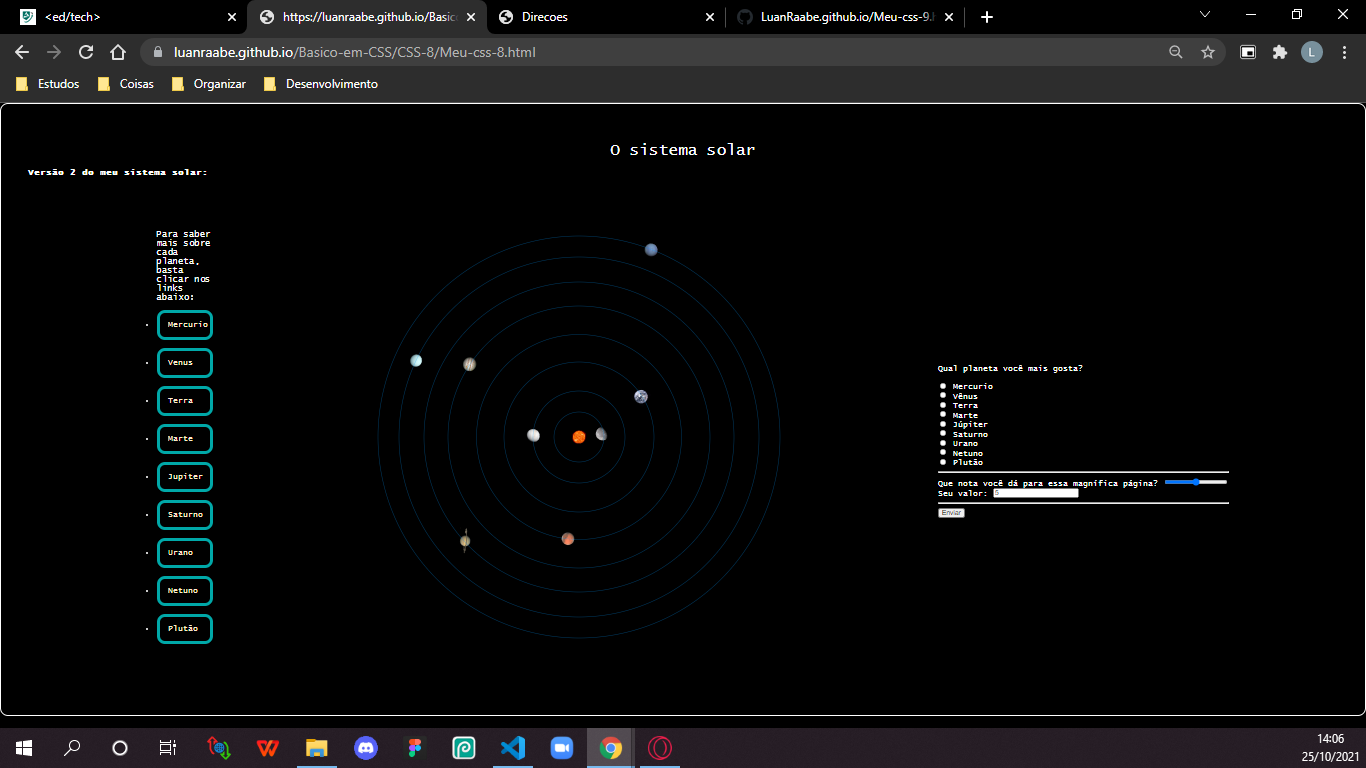 <ed/tech>
https://luanraabe.github.io/Basic
Direcoes
LuanRaabe.github.io/Meu-css-9.h
luanraabe.github.io/Basico-em-CSS/CSS-8/Meu-css-8.html
L
Estudos
Coisas
Organizar
Desenvolvimento
O sistema solar
Versão 2 do meu sistema solar:
Para saber
mais sobre
cada
planeta,
basta
clicar nos
links
abaixo:
Mercurio
Venus
Terra
Marte
Jupiter
Saturno
Urano
Netuno
Plutão
Qual planeta você mais gosta?
Mercurio
Vênus
Terra
Marte
Júpiter
Saturno
Urano
Netuno
Plutão
Que nota você dá para essa magnífica página?
Seu valor: 5
Enviar
14:06
25/10/2021